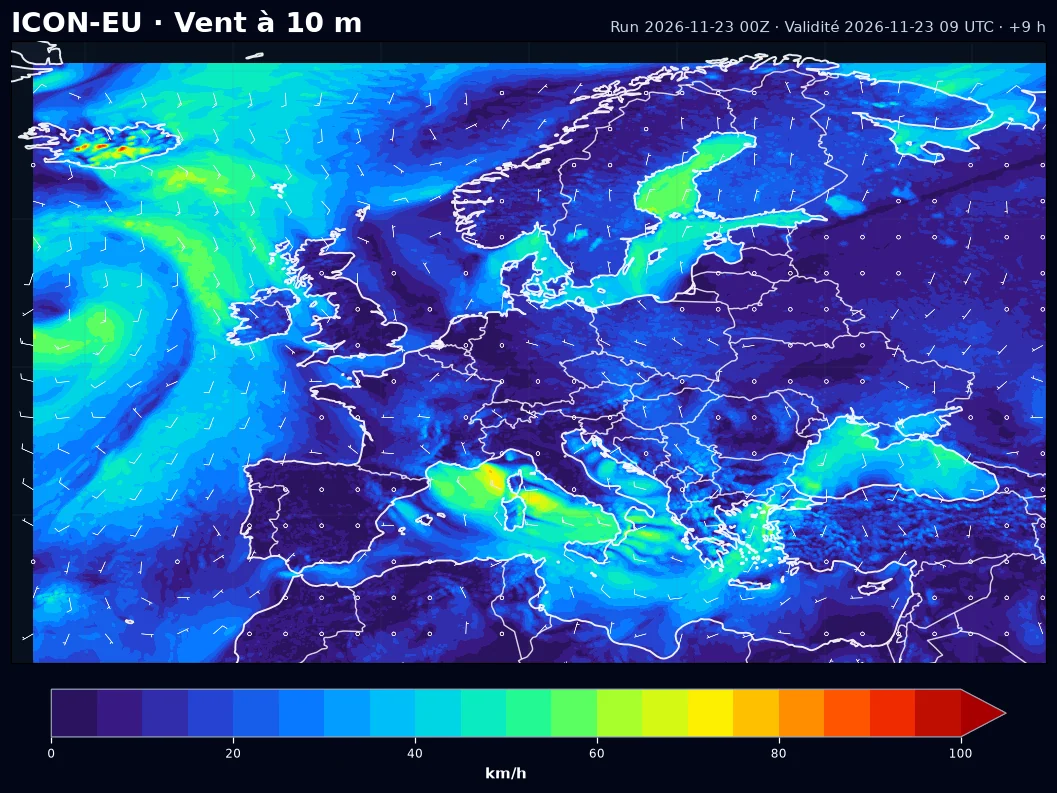 ICON-EU · Vent à 10 m
Run 2026-11-23 00Z · Validité 2026-11-23 09 UTC · +9 h
0 20 40 60 80 100
km/h